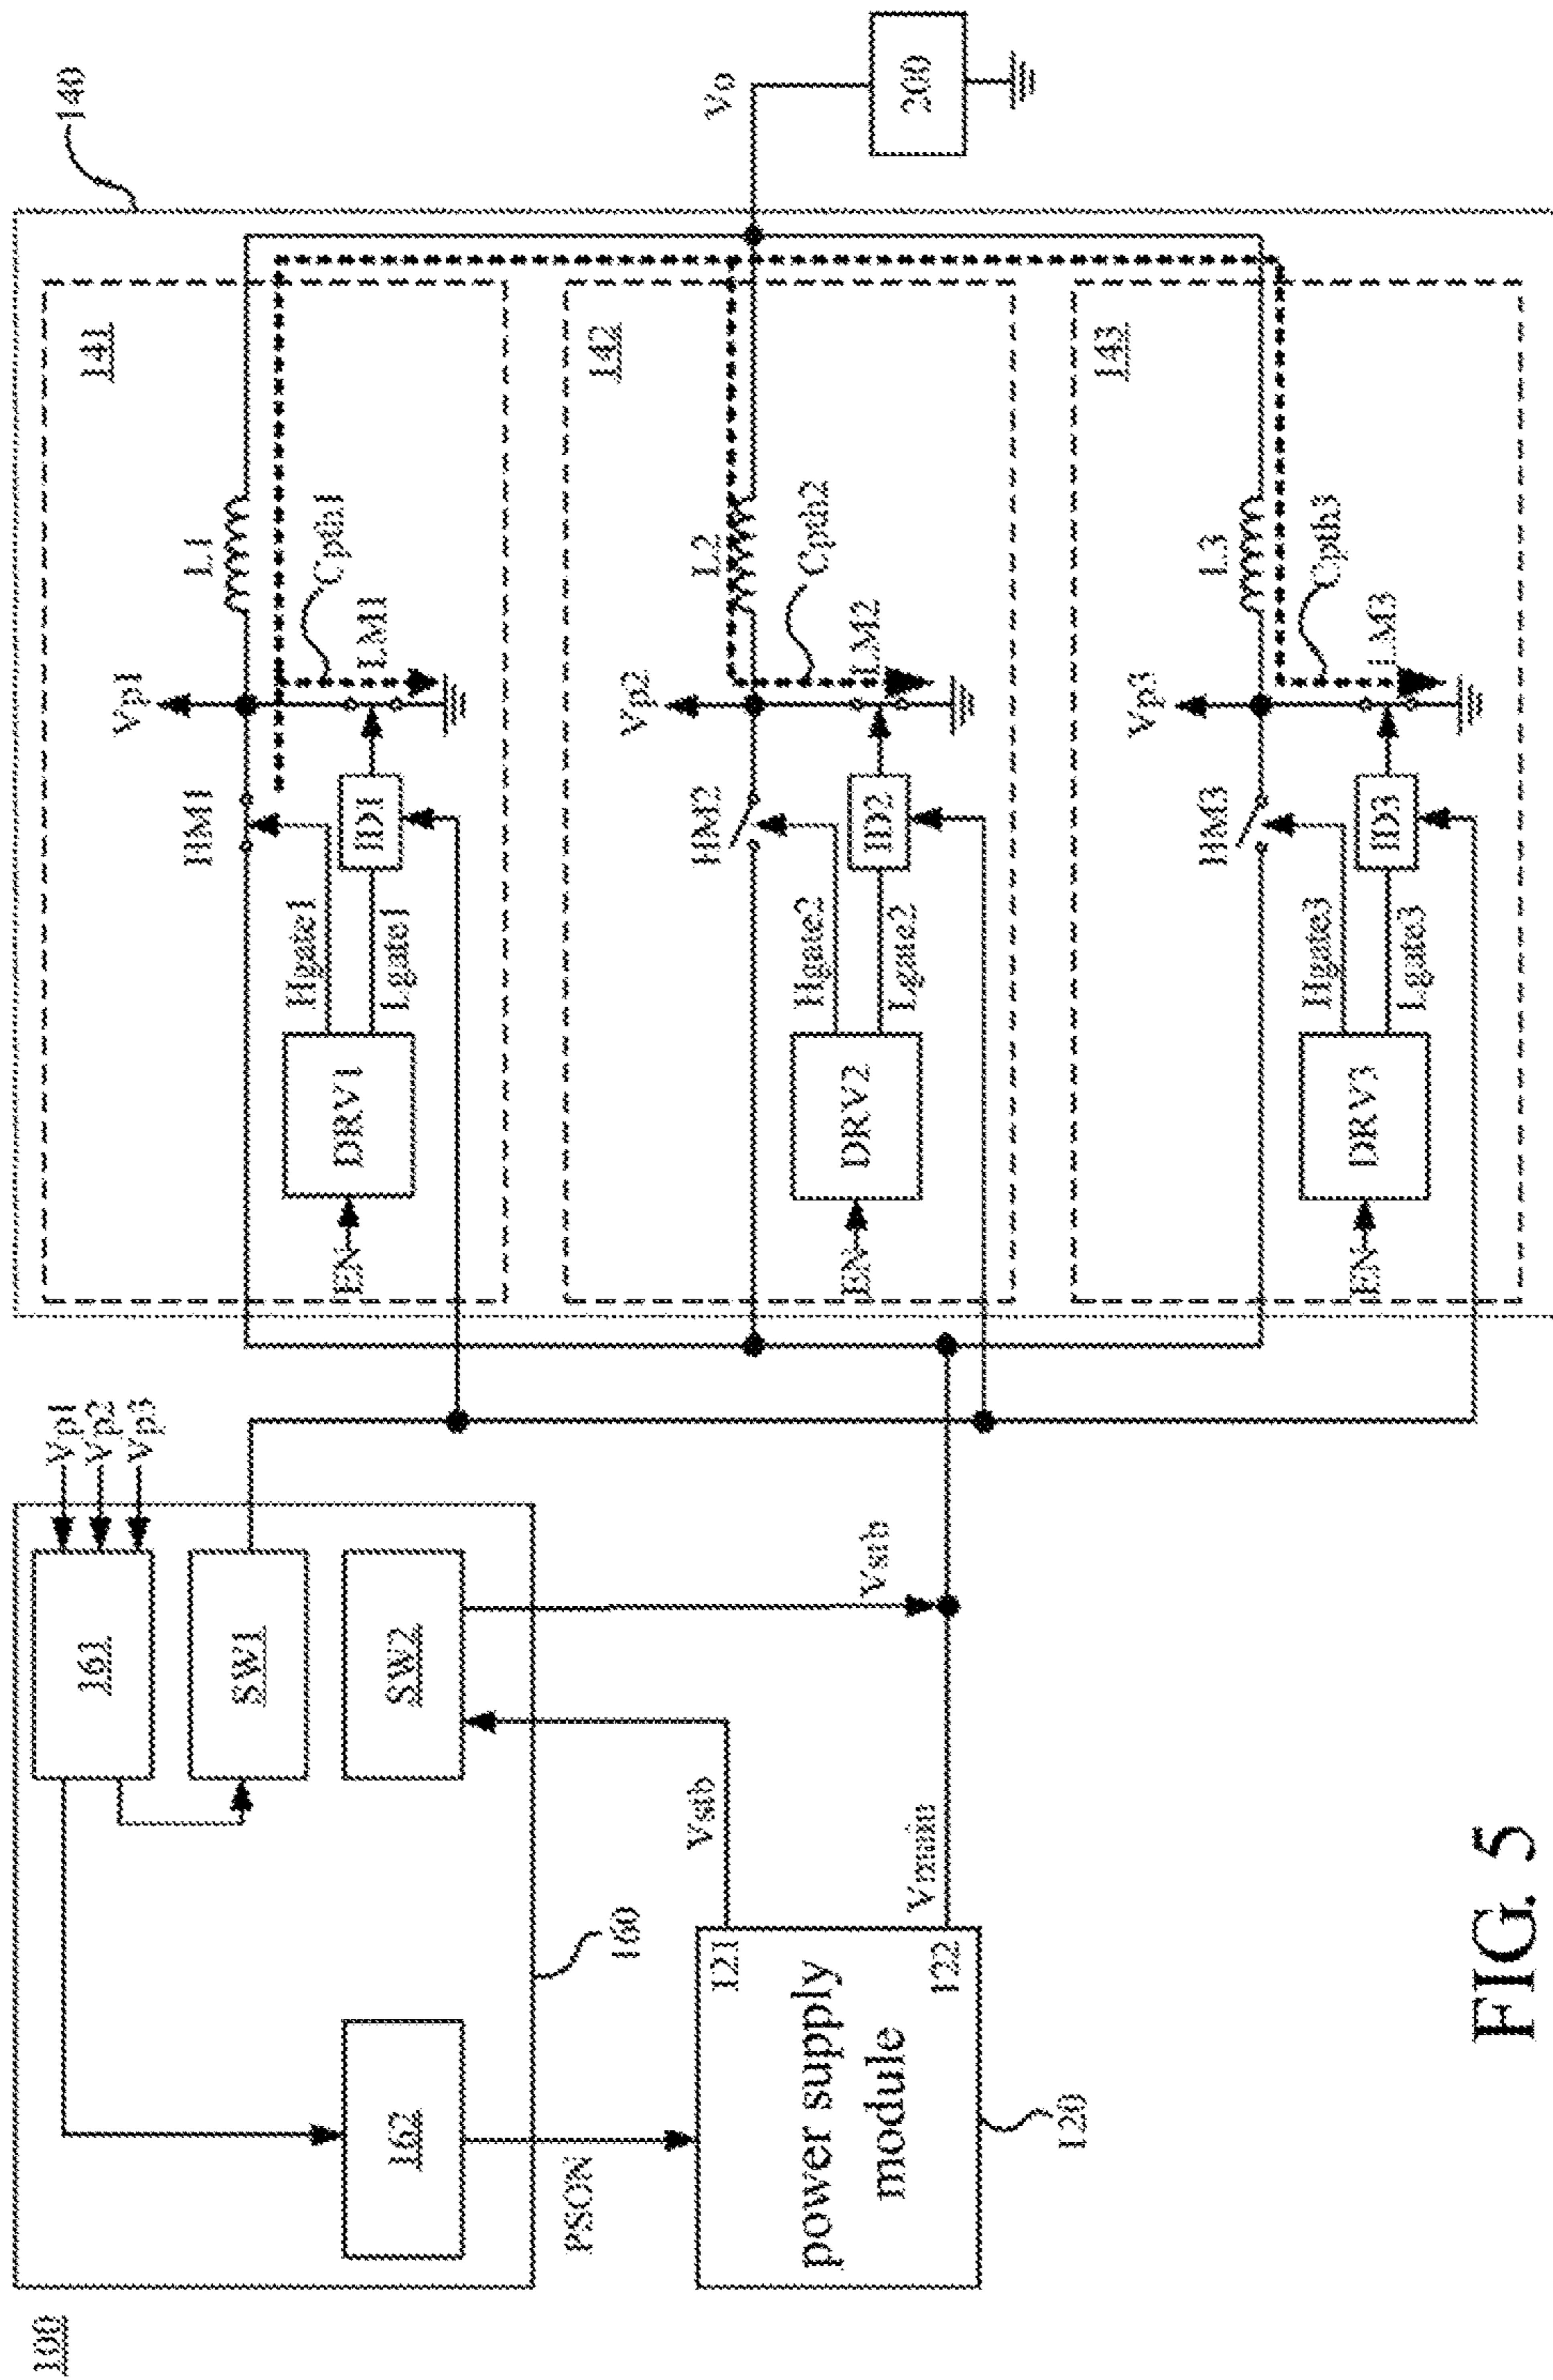 100
160
161
Vp1
Vp2
Vp3
SW1
SW2
162
PSON
Vstb
Vstb
Vmain
121
122
power supply
module
120
140
141
EN
DRV1
Hgate1
Lgate1
HM1
ID1
Vp1
LM1
L1
Cpth1
142
EN
DRV2
Hgate2
Lgate2
HM2
ID2
Vp2
LM2
L2
Cpth2
143
EN
DRV3
Hgate3
Lgate3
HM3
ID3
Vp3
LM3
L3
Cpth3
Vo
200
FIG. 5